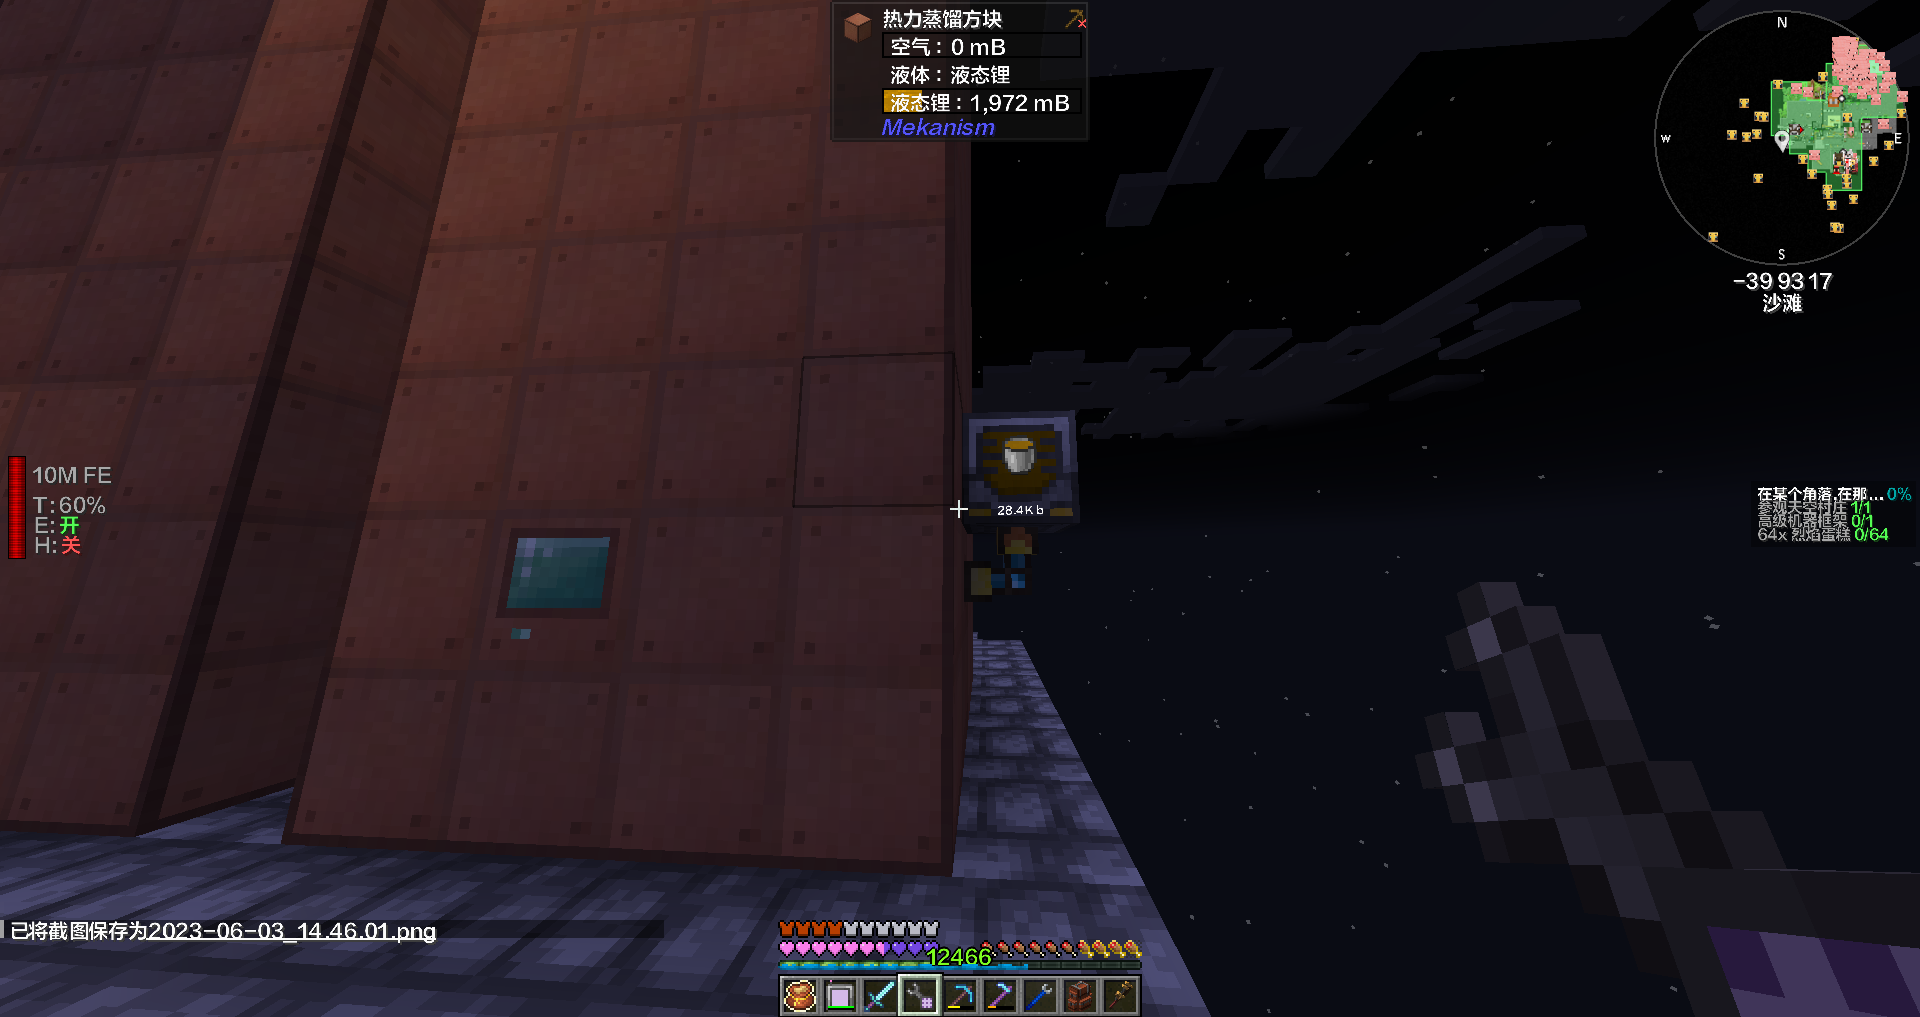 热力蒸馏方块
空气：0 mB
液体：液态锂
液态锂：1,972 mB
Mekanism
N
W
E
S
-39 93 17
沙滩
10M FE
T:60%
E:开
H:关
28.4K b
在某个角落,在那... 0%
参观天空村庄 1/1
高级机器框架 0/1
64x 烈焰蛋糕 0/64
已将截图保存为2023-06-03_14.46.01.png
12466